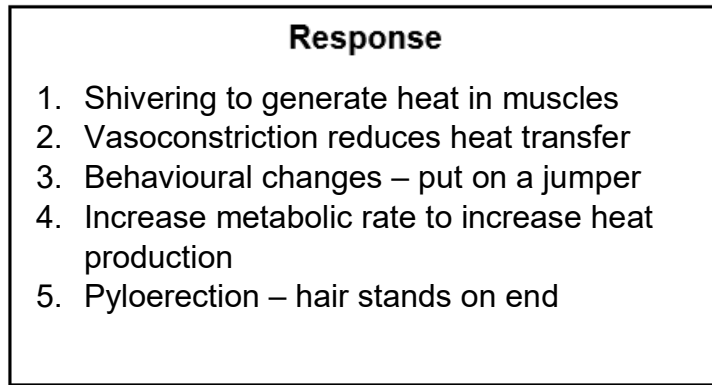 Response
1. Shivering to generate heat in muscles
2. Vasoconstriction reduces heat transfer
3. Behavioural changes – put on a jumper
4. Increase metabolic rate to increase heat
production
5. Pyloerection – hair stands on end